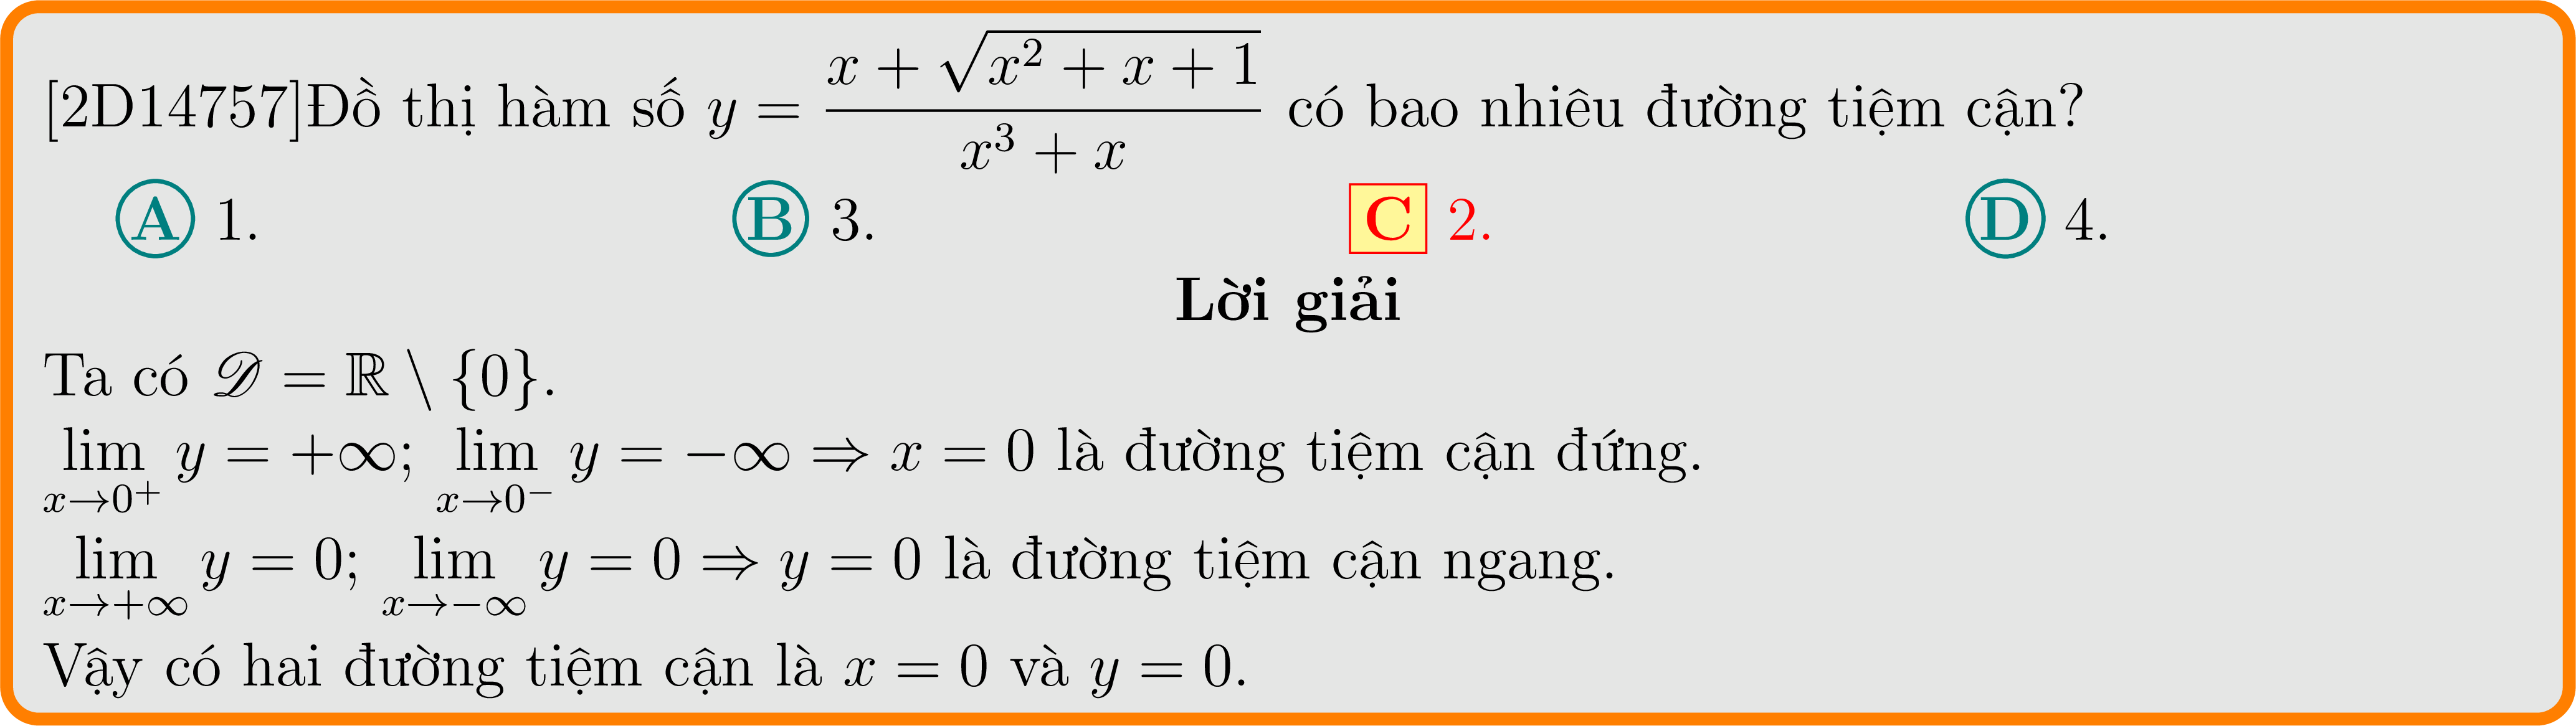 [2D14757]Đồ thị hàm số $y = \dfrac{x + \sqrt{x^2 + x + 1}}{x^3 + x}$ có bao nhiêu đường tiệm cận?
A 1. B 3. C 2. D 4.
Lời giải
Ta có $\mathscr{D} = \mathbb{R} \setminus \{0\}$.
$\lim\limits_{x \to 0^+} y = +\infty$; $\lim\limits_{x \to 0^-} y = -\infty \Rightarrow x = 0$ là đường tiệm cận đứng.
$\lim\limits_{x \to +\infty} y = 0$; $\lim\limits_{x \to -\infty} y = 0 \Rightarrow y = 0$ là đường tiệm cận ngang.
Vậy có hai đường tiệm cận là $x = 0$ và $y = 0$.